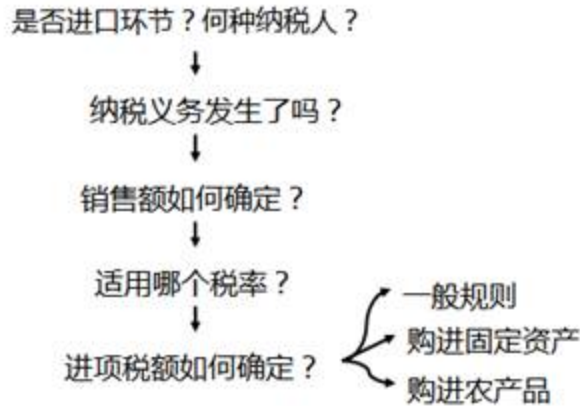 是否进口环节？何种纳税人？
纳税义务发生了吗？
销售额如何确定？
适用哪个税率？
进项税额如何确定？
一般规则
购进固定资产
购进农产品